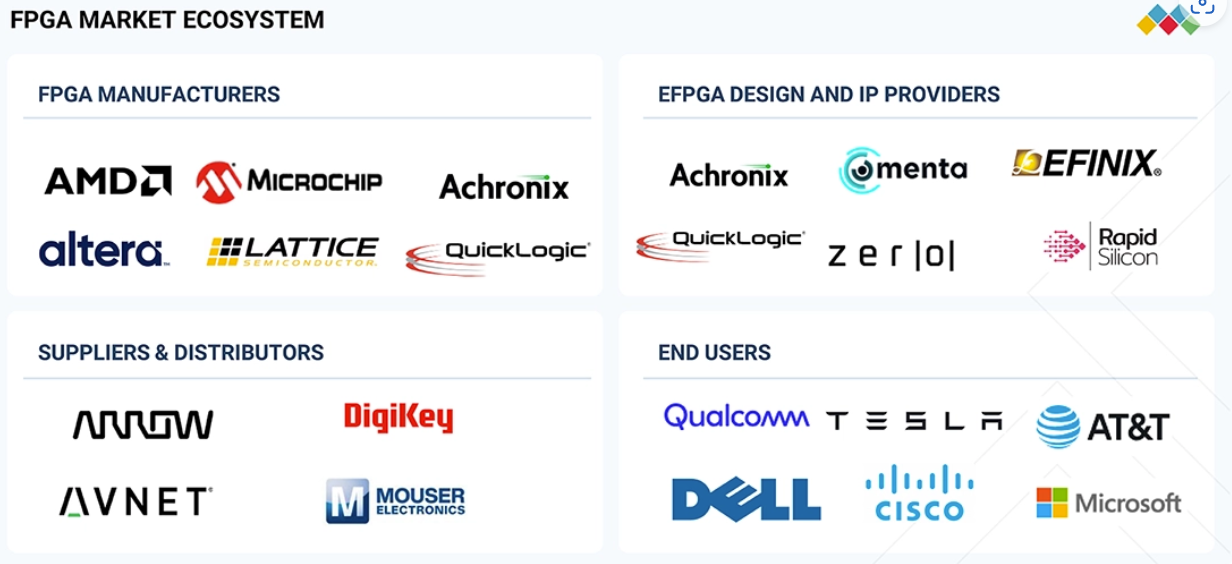 FPGA MARKET ECOSYSTEM
FPGA MANUFACTURERS
AMD
MICROCHIP
Achronix
altera
LATTICE
SEMICONDUCTOR.
QuickLogic®
EFPGA DESIGN AND IP PROVIDERS
Achronix
menta
EFINIX®
QuickLogic®
zer|o|
Rapid
Silicon
SUPPLIERS & DISTRIBUTORS
ARROW
DigiKey
AVNET®
M MOUSER
ELECTRONICS
END USERS
Qualcomm
TESLA
AT&T
DELL
CISCO
Microsoft